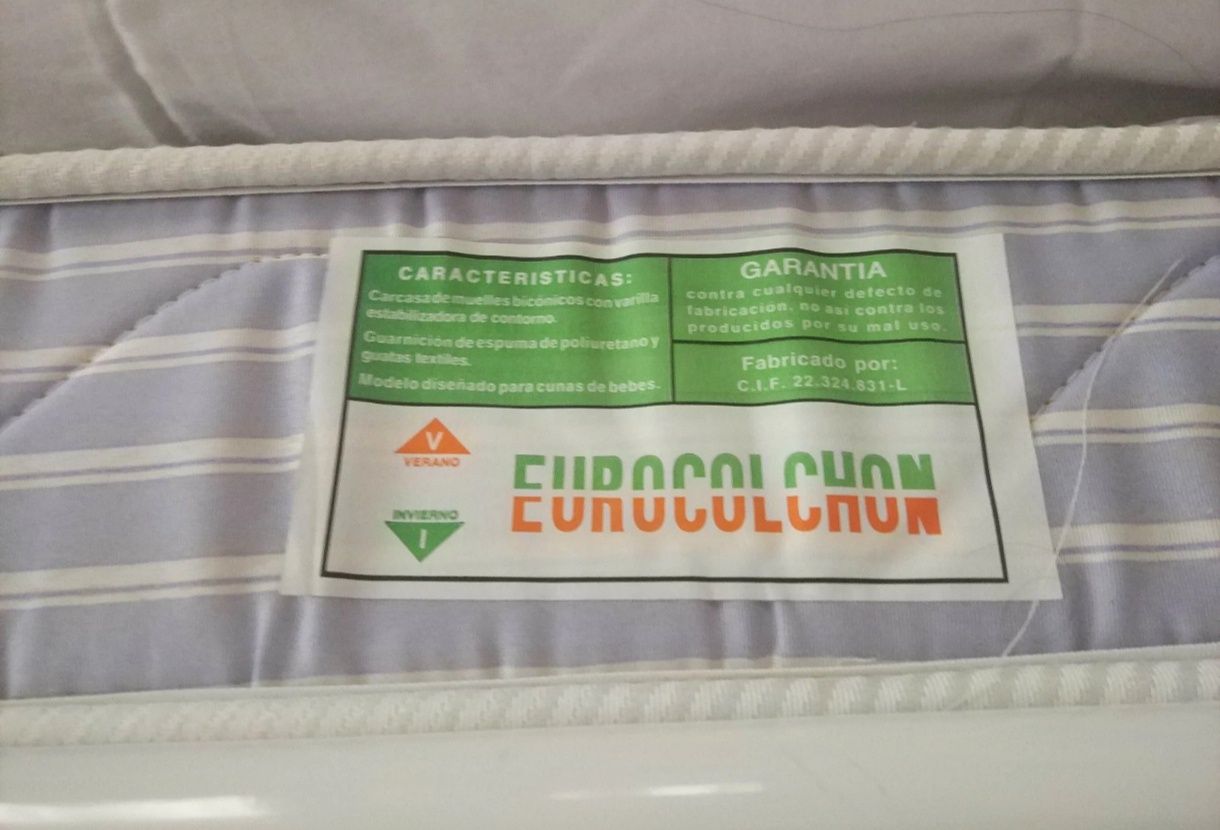 CARACTERISTICAS:
Carcasa de muelles bicónicos con varilla
estabilizadora de contorno.
Guarnición de espuma de poliuretano y
guatas textiles.
Modelo diseñado para cunas de bebes.
GARANTIA
contra cualquier defecto de
fabricación, no asi contra los
producidos por su mal uso.
Fabricado por:
C.I.F. 22.324.831-L
V
VERANO
INVIERNO
I
EUROCOLCHON